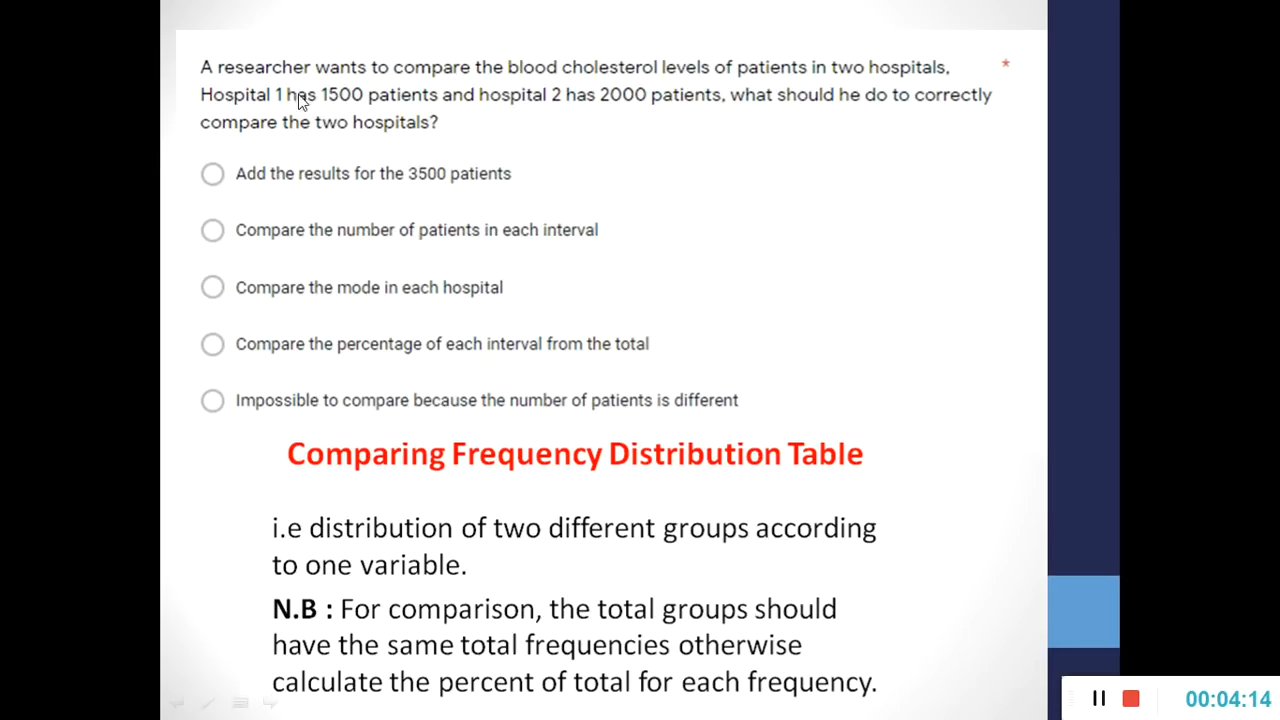 A researcher wants to compare the blood cholesterol levels of patients in two hospitals, *
Hospital 1 has 1500 patients and hospital 2 has 2000 patients, what should he do to correctly
compare the two hospitals?
Add the results for the 3500 patients
Compare the number of patients in each interval
Compare the mode in each hospital
Compare the percentage of each interval from the total
Impossible to compare because the number of patients is different
Comparing Frequency Distribution Table
i.e distribution of two different groups according
to one variable.
N.B : For comparison, the total groups should
have the same total frequencies otherwise
calculate the percent of total for each frequency.
00:04:14